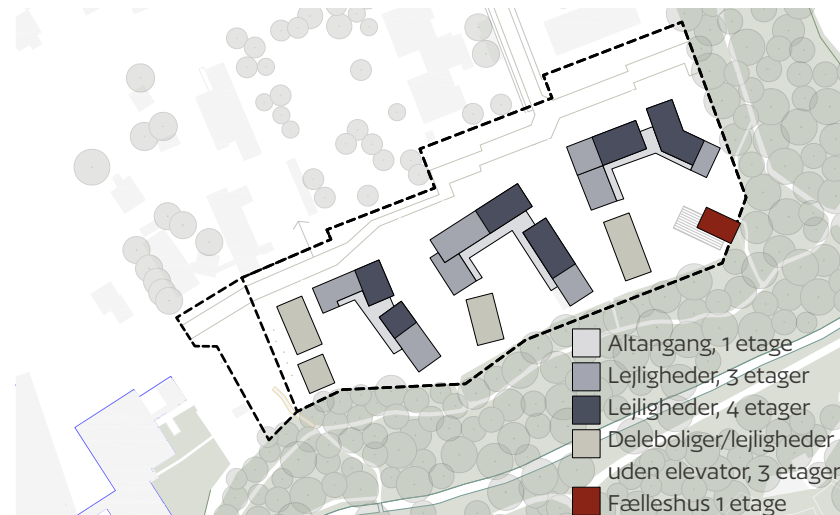 Altangang, 1 etage
Lejligheder, 3 etager
Lejligheder, 4 etager
Deleboliger/lejligheder
uden elevator, 3 etager
Fælleshus 1 etage